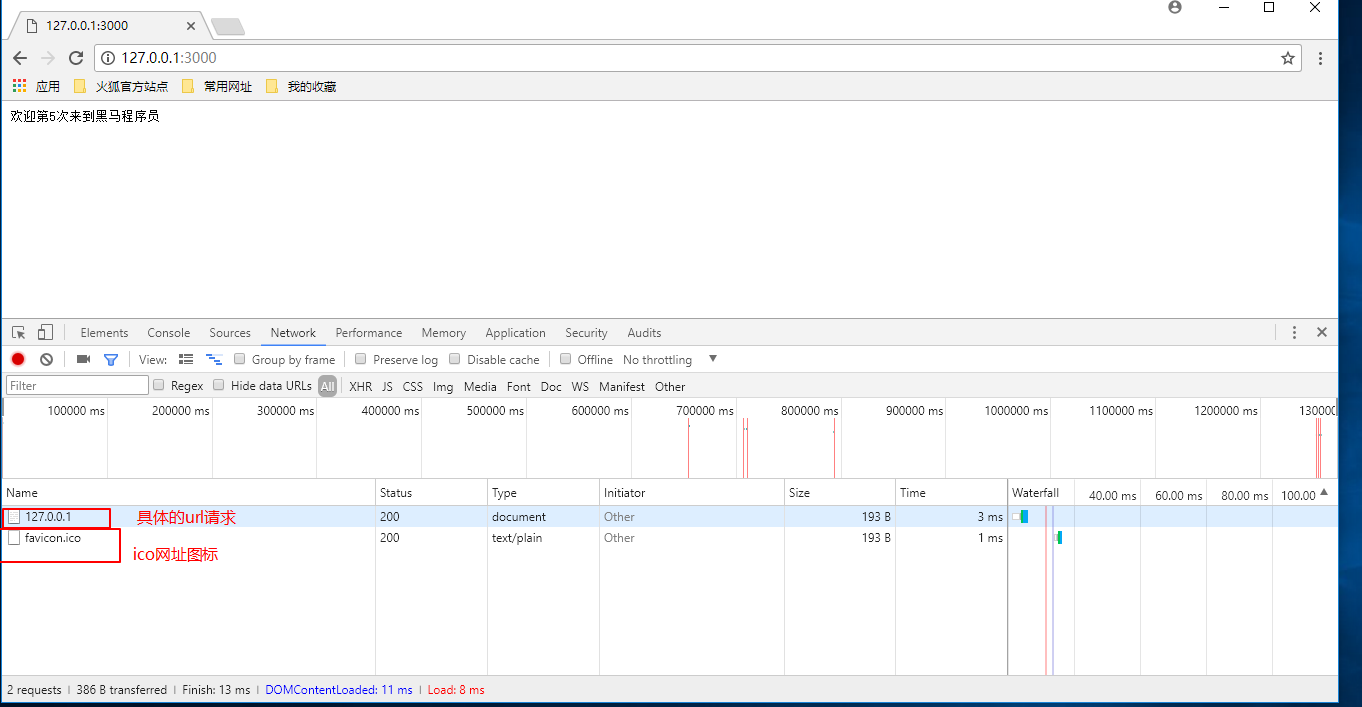 127.0.0.1:3000
127.0.0.1:3000
应用 火狐官方站点 常用网址 我的收藏
欢迎第5次来到黑马程序员
Elements Console Sources Network Performance Memory Application Security Audits
View: Group by frame Preserve log Disable cache Offline No throttling
Filter Regex Hide data URLs All XHR JS CSS Img Media Font Doc WS Manifest Other
100000 ms 200000 ms 300000 ms 400000 ms 500000 ms 600000 ms 700000 ms 800000 ms 900000 ms 1000000 ms 1100000 ms 1200000 ms 130000
Name Status Type Initiator Size Time Waterfall 40.00 ms 60.00 ms 80.00 ms 100.00
127.0.0.1 具体的url请求 200 document Other 193 B 3 ms
favicon.ico 200 text/plain Other 193 B 1 ms
ico网址图标
2 requests | 386 B transferred | Finish: 13 ms | DOMContentLoaded: 11 ms | Load: 8 ms